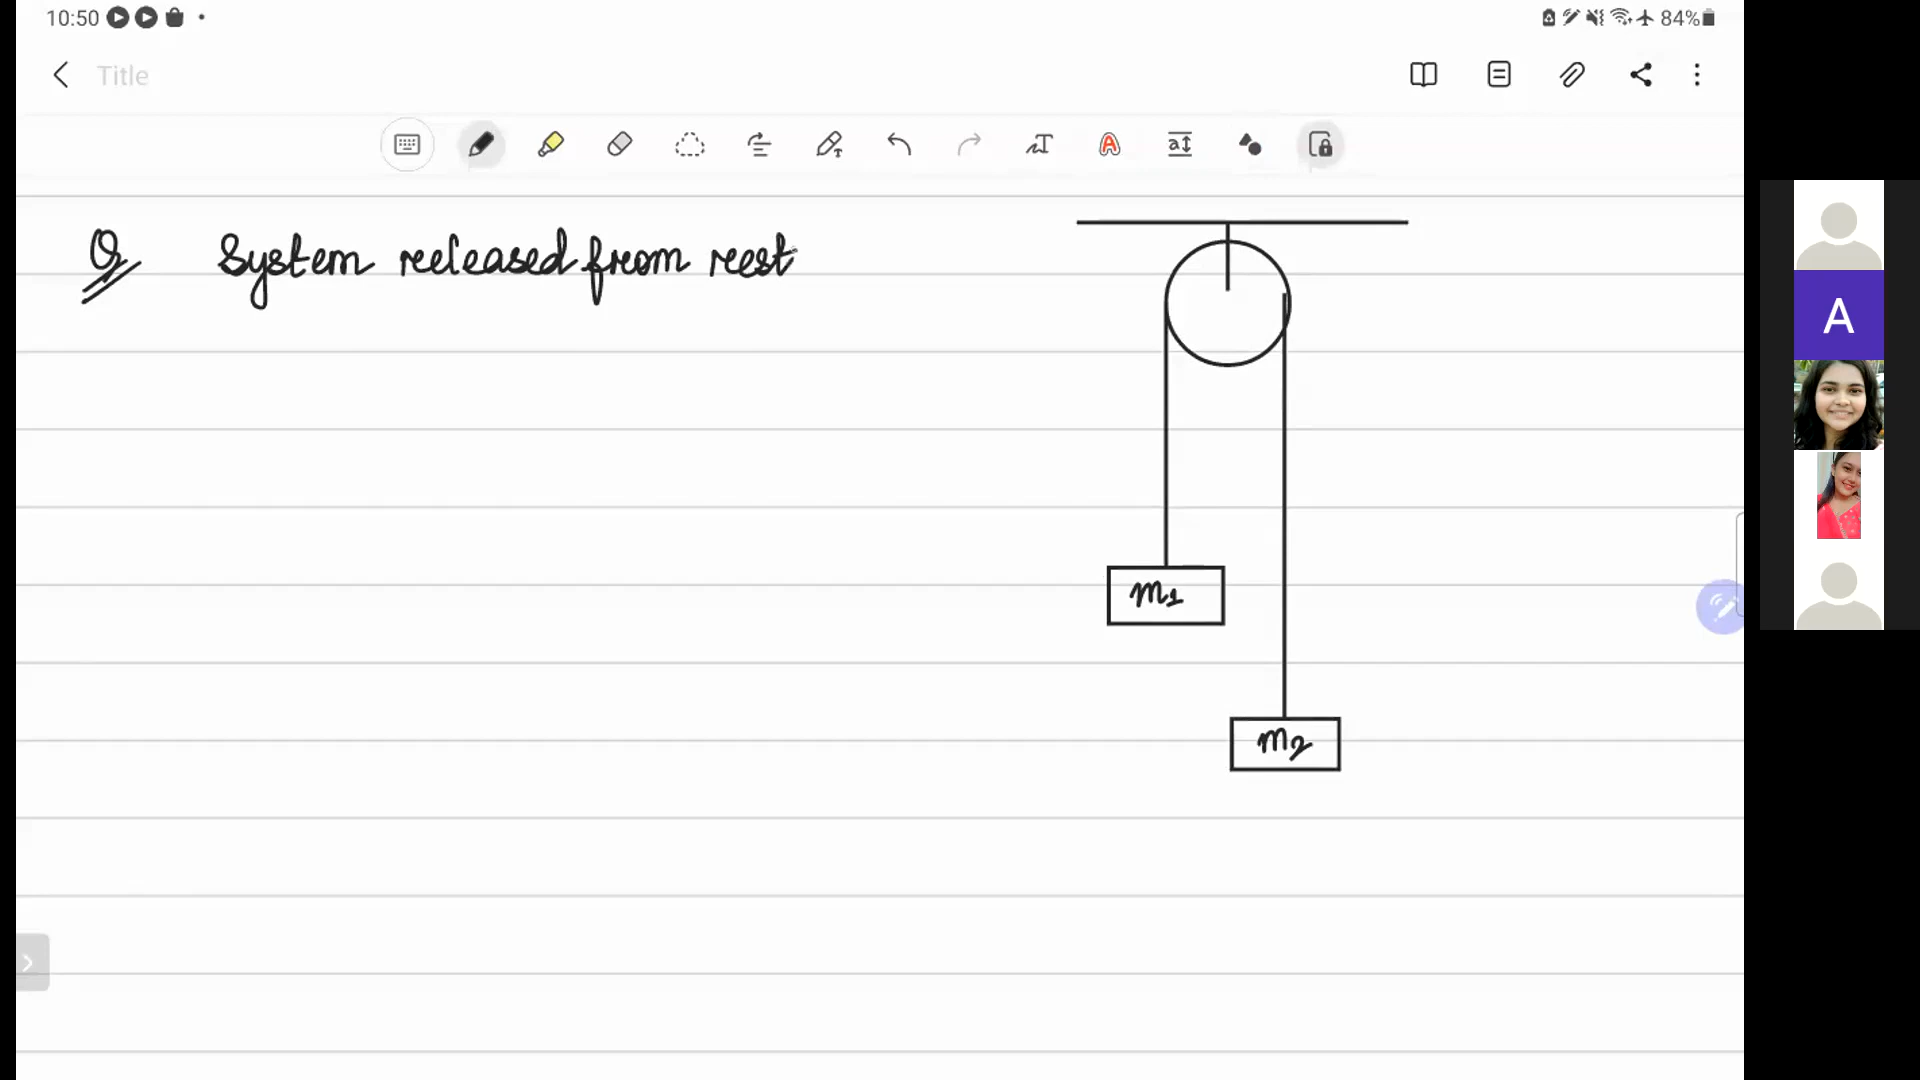 10:50
84%
Title
Q System released from rest
m1
m2
A